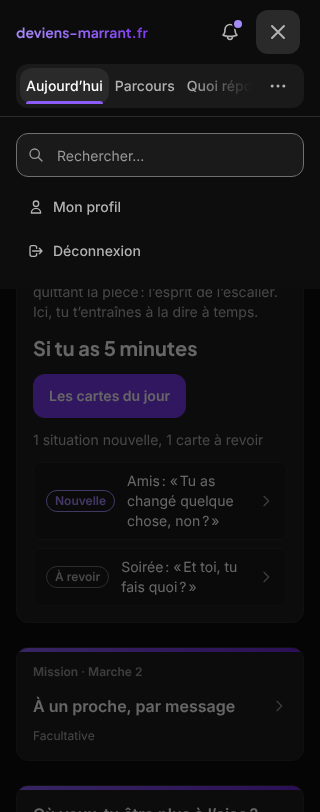 deviens-marrant.fr
Aujourd’hui Parcours Quoi répo
Rechercher…
Mon profil
Déconnexion
quittant la pièce : l’esprit de l’escalier.
Ici, tu t’entraînes à la dire à temps.
Si tu as 5 minutes
Les cartes du jour
1 situation nouvelle, 1 carte à revoir
Nouvelle
Amis : « Tu as
changé quelque
chose, non ? »
À revoir
Soirée : « Et toi, tu
fais quoi ? »
Mission · Marche 2
À un proche, par message
Facultative